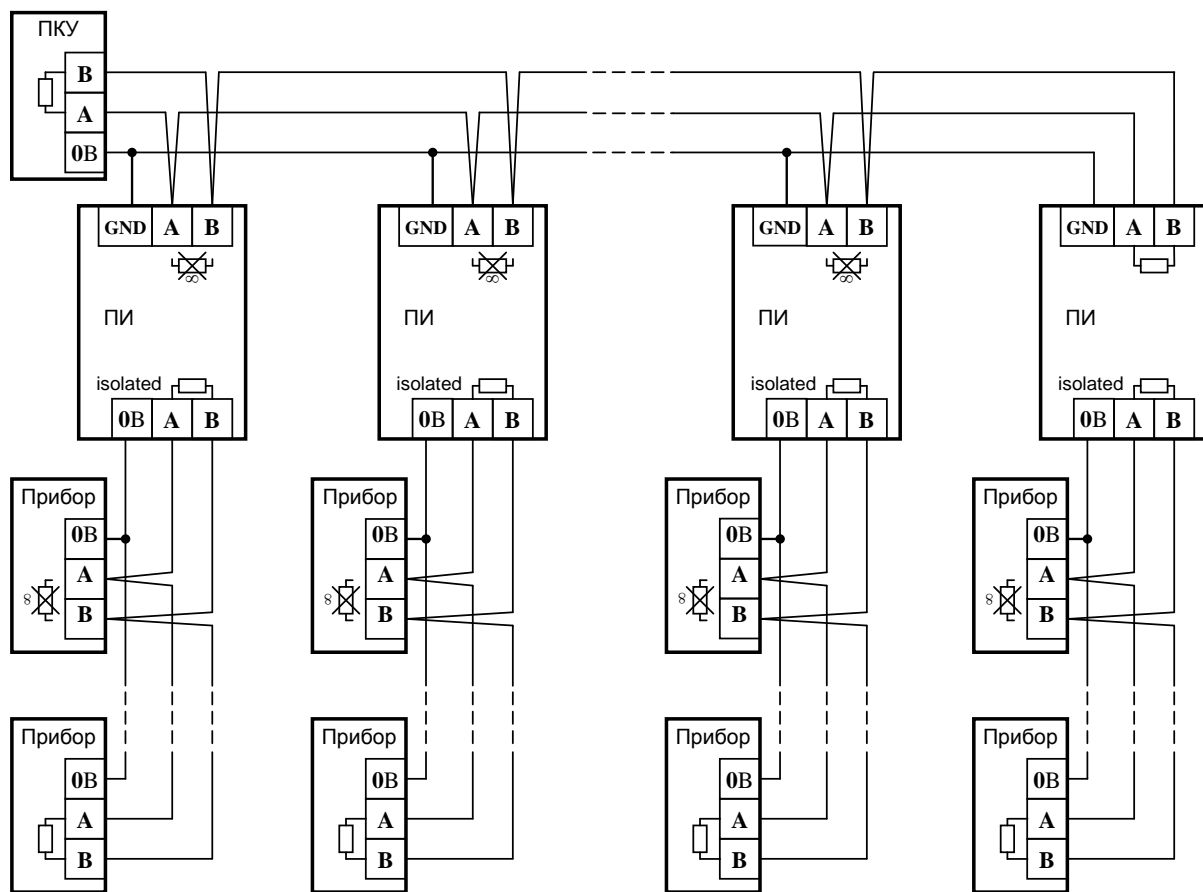 ПКУ
B
A
0В
GND A B GND A B GND A B GND A B
∞ ∞ ∞
ПИ ПИ ПИ ПИ
isolated isolated isolated isolated
0В A B 0В A B 0В A B 0В A B
Прибор Прибор Прибор Прибор
0В 0В 0В 0В
A A A A
∞ ∞ ∞ ∞
B B B B
Прибор Прибор Прибор Прибор
0В 0В 0В 0В
A A A A
B B B B